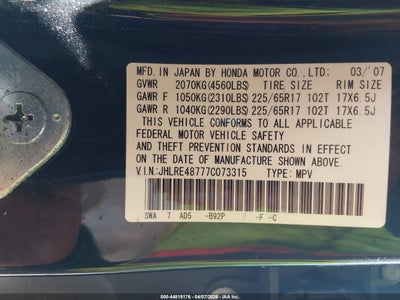 MFD. IN JAPAN BY HONDA MOTOR CO.,LTD: 03/'07
GVWR 2070KG(4560LBS) TIRE SIZE RIM SIZE
GAWR F 1050KG(2310LBS) 225/65R17 102T 17X6.5J
GAWR R 1040KG(2290LBS) 225/65R17 102T 17X6.5J
THIS VEHICLE CONFORMS TO ALL APPLICABLE
FEDERAL MOTOR VEHICLE SAFETY
AND THEFT PREVENTION STANDARDS IN EFFECT
ON THE DATE OF MANUFACTURE SHOWN ABOVE.
V.IN:JHLRE48777C073315 TYPE: MPV
SWA 7 AD5 -B92P / -F -C
000-44818176 - 04/07/2026 - IAA Inc.